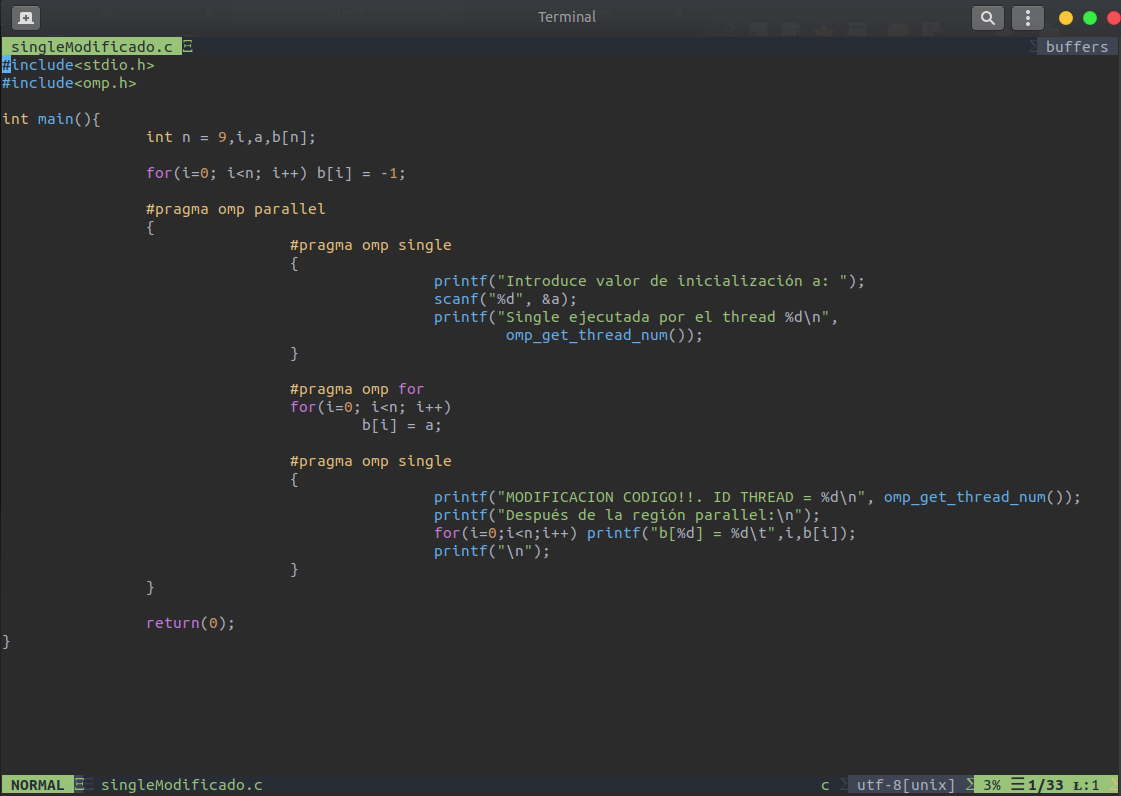 Terminal
singleModificado.c
buffers
#include<stdio.h>
#include<omp.h>
int main(){
int n = 9,i,a,b[n];
for(i=0; i<n; i++) b[i] = -1;
#pragma omp parallel
{
#pragma omp single
{
printf("Introduce valor de inicialización a: ");
scanf("%d", &a);
printf("Single ejecutada por el thread %d\n",
omp_get_thread_num());
}
#pragma omp for
for(i=0; i<n; i++)
b[i] = a;
#pragma omp single
{
printf("MODIFICACION CODIGO!!. ID THREAD = %d\n", omp_get_thread_num());
printf("Después de la región parallel:\n");
for(i=0;i<n;i++) printf("b[%d] = %d\t",i,b[i]);
printf("\n");
}
}
return(0);
}
NORMAL singleModificado.c c utf-8[unix] 3% ☰ 1/33 Ł:1